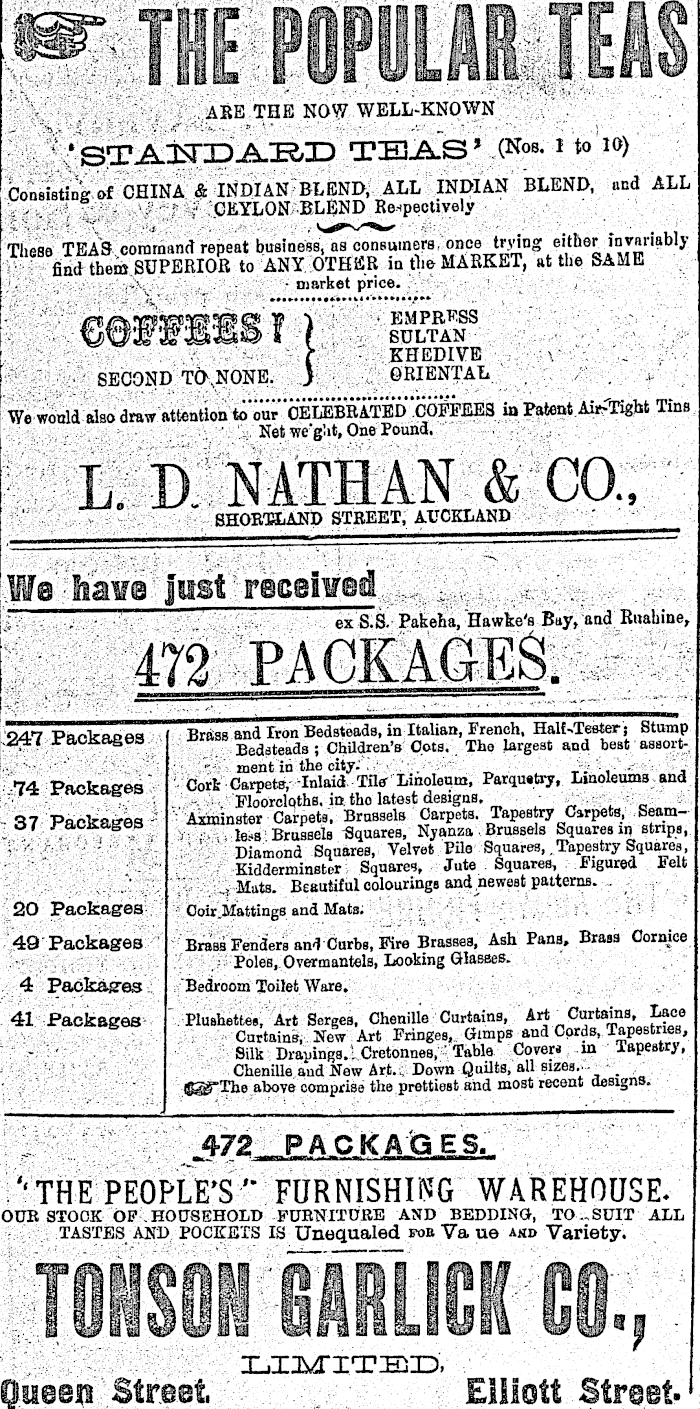 THE POPULAR TEAS
ARE THE NOW WELL-KNOWN
'STANDARD TEAS' (Nos. 1 to 10)
Consisting of CHINA & INDIAN BLEND, ALL INDIAN BLEND, and ALL
CEYLON BLEND Respectively
These TEAS command repeat business, as consumers, once trying either invariably
find them SUPERIOR to ANY OTHER in the MARKET, at the SAME
market price.
COFFEES!
SECOND TO NONE.
EMPRESS
SULTAN
KHEDIVE
ORIENTAL
We would also draw attention to our CELEBRATED COFFEES in Patent Air-Tight Tins
Net we'ght, One Pound.
L. D. NATHAN & CO.,
SHORTLAND STREET, AUCKLAND
We have just received
ex S.S. Pakeha, Hawke's Bay, and Ruahine,
472 PACKAGES.
247 Packages Brass and Iron Bedsteads, in Italian, French, Half-Tester; Stump
Bedsteads; Children's Cots. The largest and best assort-
ment in the city.
74 Packages Cork Carpets, Inlaid Tile Linoleum, Parquetry, Linoleums and
Floorcloths, in the latest designs.
37 Packages Axminster Carpets, Brussels Carpets. Tapestry Carpets, Seam-
less Brussels Squares, Nyanza Brussels Squares in strips,
Diamond Squares, Velvet Pile Squares, Tapestry Squares,
Kidderminster Squares, Jute Squares, Figured Felt
Mats. Beautiful colourings and newest patterns.
20 Packages Coir Mattings and Mats.
49 Packages Brass Fenders and Curbs, Fire Brasses, Ash Pans, Brass Cornice
Poles, Overmantels, Looking Glasses.
4 Packages Bedroom Toilet Ware.
41 Packages Plushettes, Art Serges, Chenille Curtains, Art Curtains, Lace
Curtains, New Art Fringes, Gimps and Cords, Tapestries,
Silk Drapings. Cretonnes, Table Covers in Tapestry,
Chenille and New Art. Down Quilts, all sizes.
The above comprise the prettiest and most recent designs.
472 PACKAGES.
"THE PEOPLE'S" FURNISHING WAREHOUSE.
OUR STOCK OF HOUSEHOLD FURNITURE AND BEDDING, TO SUIT ALL
TASTES AND POCKETS IS Unequaled FOR Va ue AND Variety.
TONSON GARLICK CO.,
LIMITED,
Queen Street. Elliott Street.